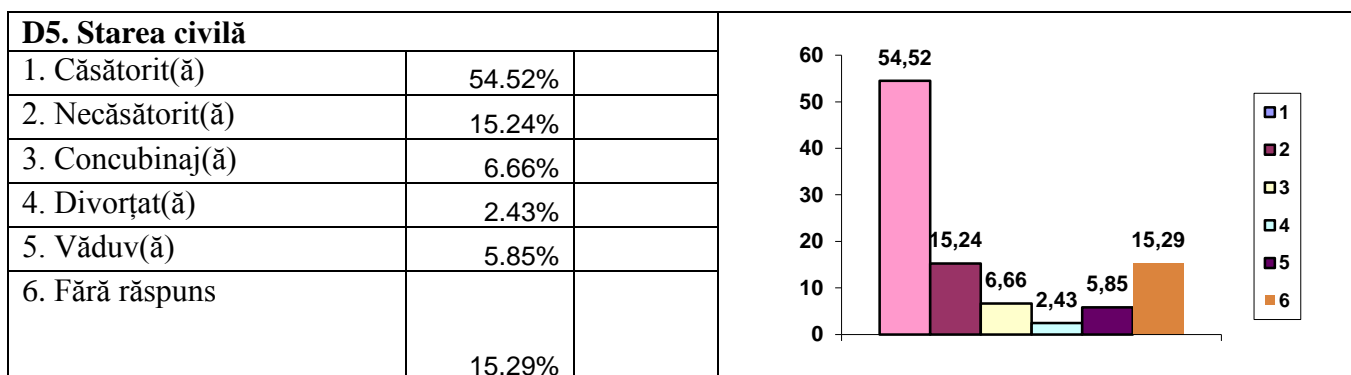 D5. Starea civilă
1. Căsătorit(ă) 54.52%
2. Necăsătorit(ă) 15.24%
3. Concubinaj(ă) 6.66%
4. Divorțat(ă) 2.43%
5. Văduv(ă) 5.85%
6. Fără răspuns
15.29%
60
50
40
30
20
10
0
54,52
15,24
6,66
2,43
5,85
15,29
1
2
3
4
5
6